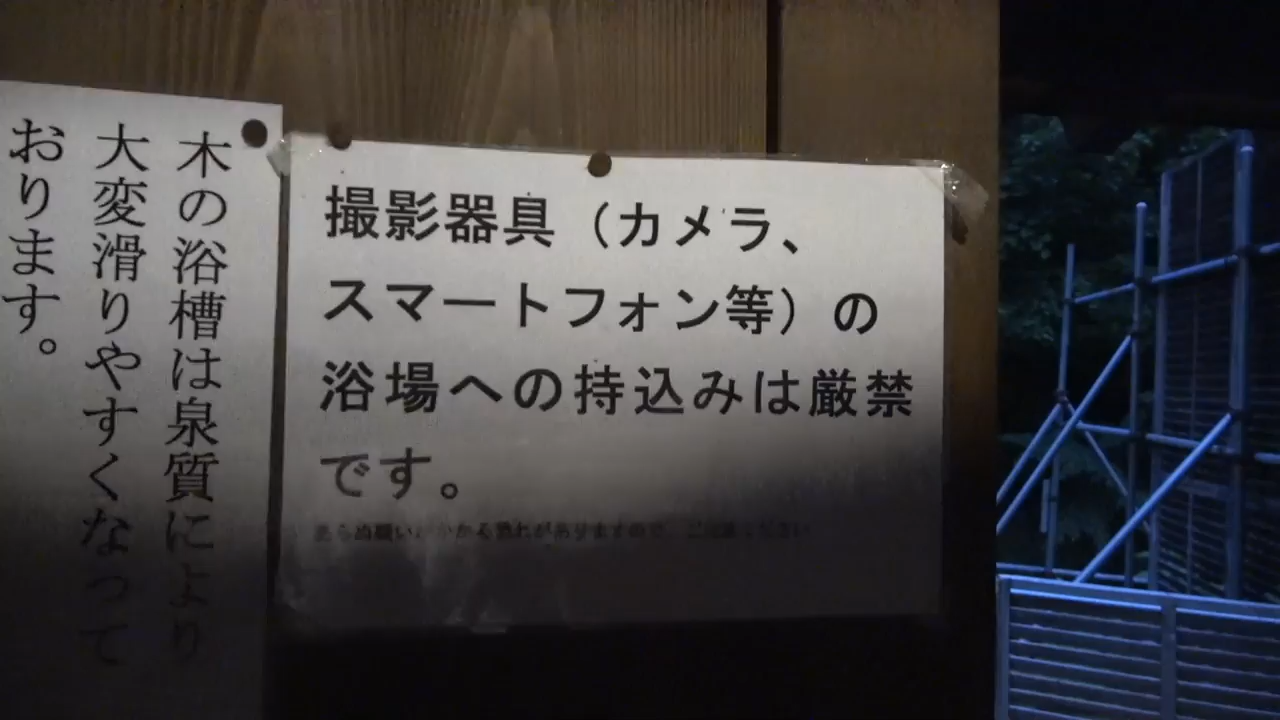 木の浴槽は泉質により
大変滑りやすくなって
おります。
撮影器具（カメラ、
スマートフォン等）の
浴場への持込みは厳禁
です。